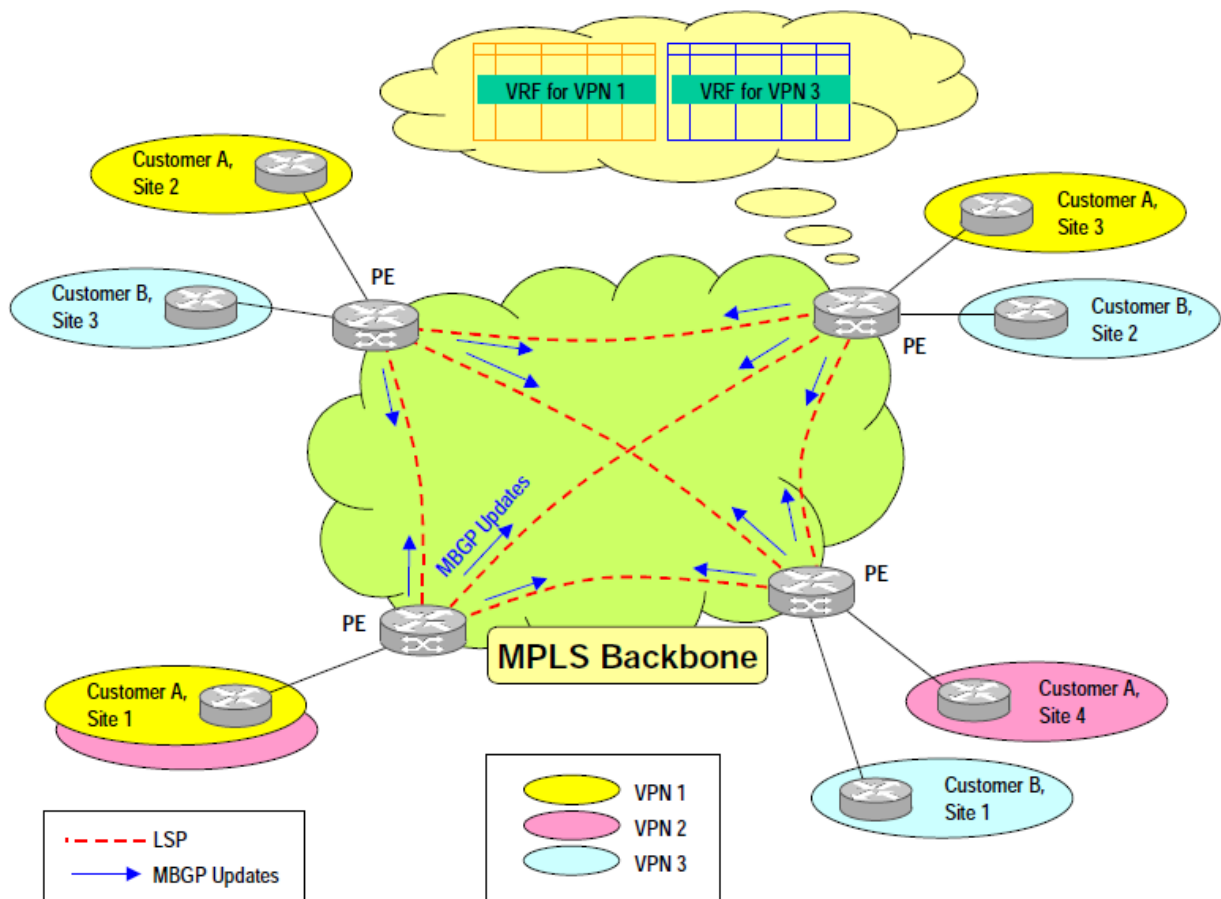 VRF for VPN 1
VRF for VPN 3
Customer A,
Site 2
Customer A,
Site 3
PE
Customer B,
Site 3
Customer B,
Site 2
PE
MBGP Updates
PE
PE
MPLS Backbone
Customer A,
Site 1
Customer A,
Site 4
Customer B,
Site 1
LSP
MBGP Updates
VPN 1
VPN 2
VPN 3